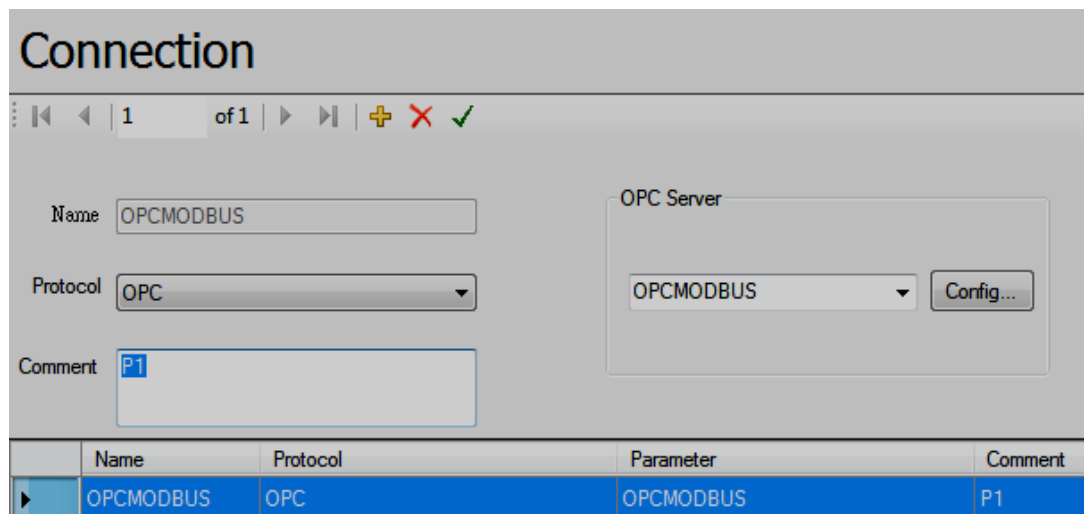 Connection
1 of 1
Name OPCMODBUS
OPC Server
Protocol OPC
OPCMODBUS Config...
Comment P1
Name Protocol Parameter Comment
OPCMODBUS OPC OPCMODBUS P1